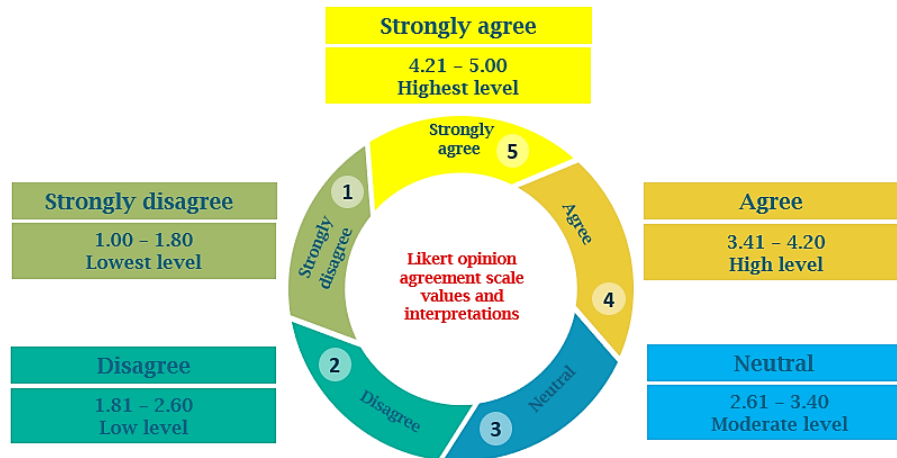 Strongly agree
4.21 – 5.00
Highest level
Strongly
agree
5
Strongly disagree
1.00 – 1.80
Lowest level
1
Strongly
disagree
Agree
4
Agree
3.41 – 4.20
High level
Likert opinion
agreement scale
values and
interpretations
Disagree
1.81 – 2.60
Low level
2
Disagree
3
Neutral
Neutral
2.61 – 3.40
Moderate level